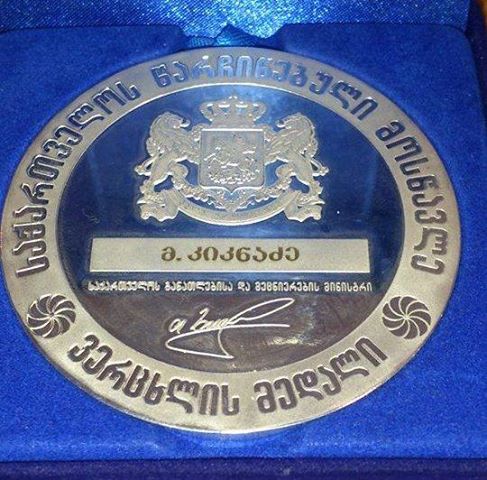 საქართველოს წარჩინებული მოსწავლე
მ. კიკნაძე
საქართველოს განათლებისა და მეცნიერების მინისტრი
ვერცხლის მედალი